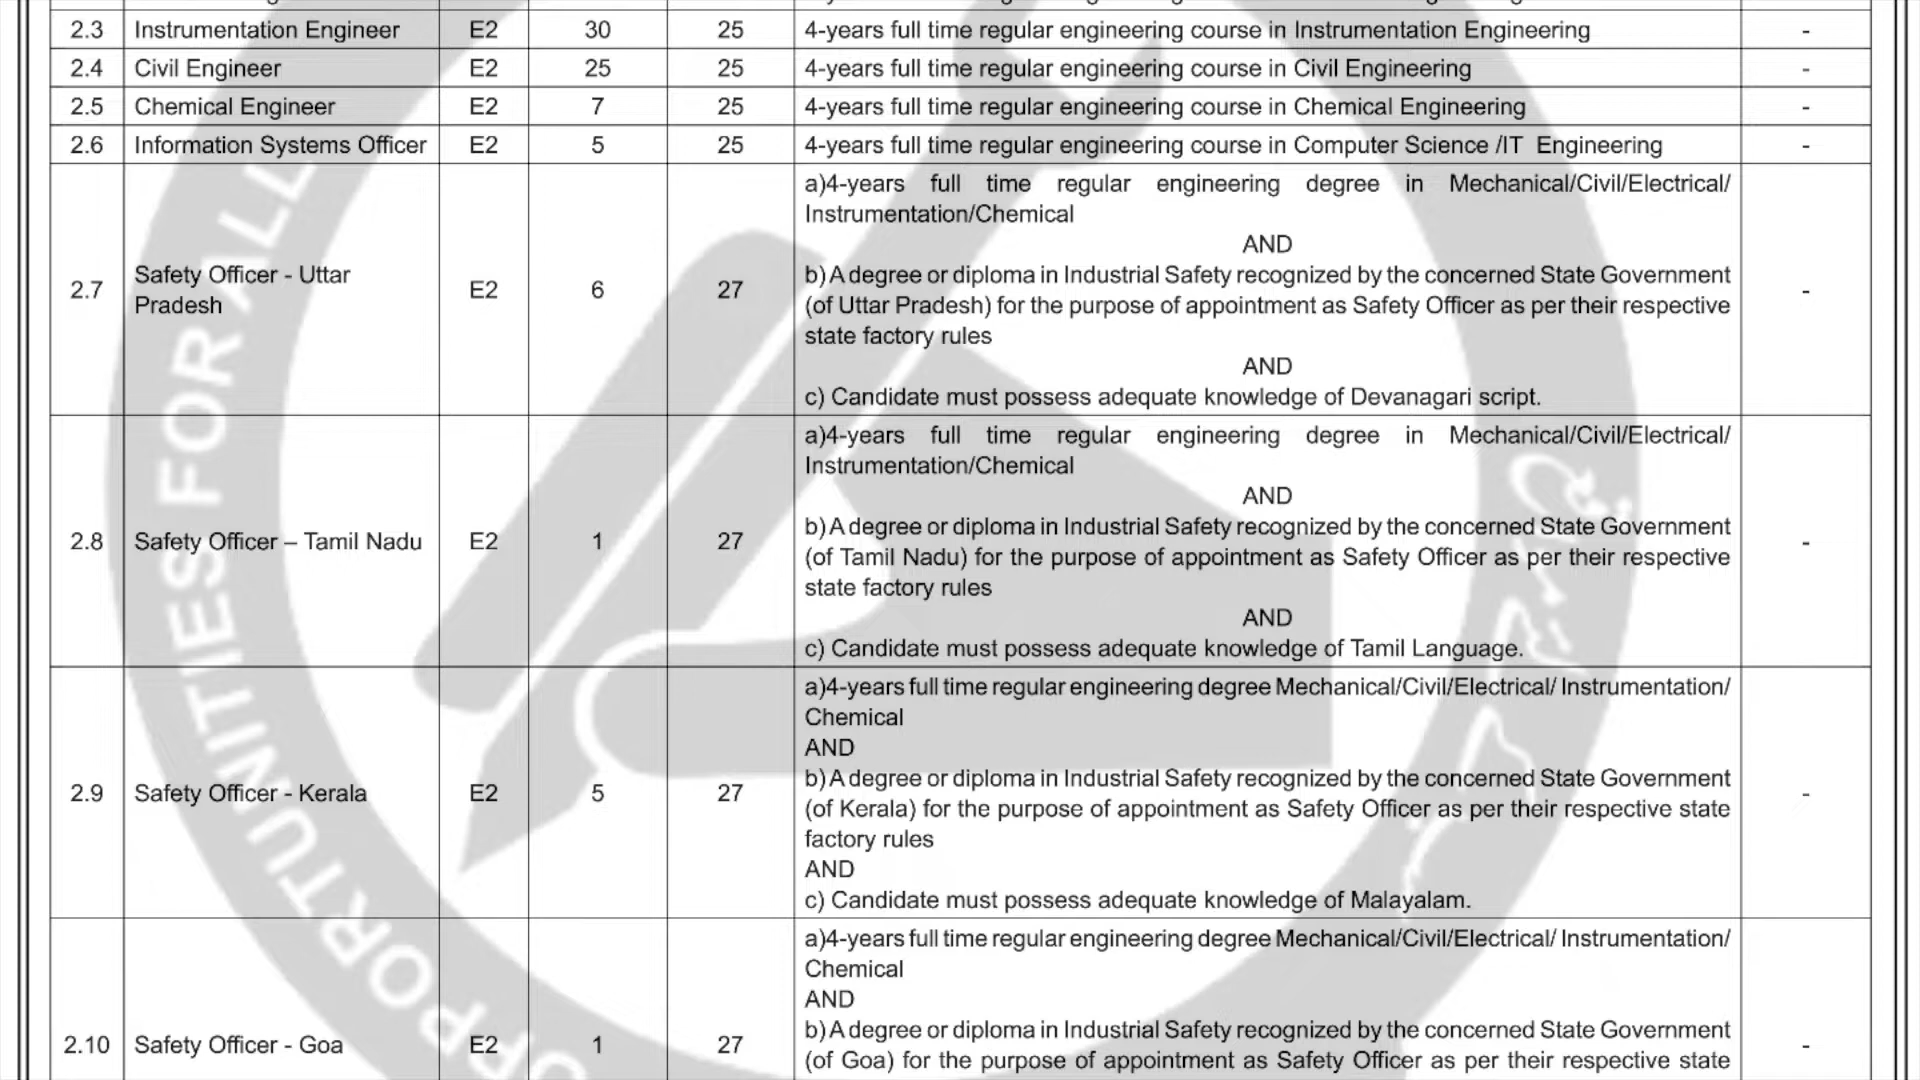 2.3 Instrumentation Engineer E2 30 25 4-years full time regular engineering course in Instrumentation Engineering -
2.4 Civil Engineer E2 25 25 4-years full time regular engineering course in Civil Engineering -
2.5 Chemical Engineer E2 7 25 4-years full time regular engineering course in Chemical Engineering -
2.6 Information Systems Officer E2 5 25 4-years full time regular engineering course in Computer Science /IT Engineering -
a)4-years full time regular engineering degree in Mechanical/Civil/Electrical/
Instrumentation/Chemical
AND
2.7 Safety Officer - Uttar
Pradesh
E2 6 27
b) A degree or diploma in Industrial Safety recognized by the concerned State Government
(of Uttar Pradesh) for the purpose of appointment as Safety Officer as per their respective
state factory rules
AND
c) Candidate must possess adequate knowledge of Devanagari script.
-
a)4-years full time regular engineering degree in Mechanical/Civil/Electrical/
Instrumentation/Chemical
AND
2.8 Safety Officer – Tamil Nadu E2 1 27
b) A degree or diploma in Industrial Safety recognized by the concerned State Government
(of Tamil Nadu) for the purpose of appointment as Safety Officer as per their respective
state factory rules
AND
c) Candidate must possess adequate knowledge of Tamil Language.
-
a)4-years full time regular engineering degree Mechanical/Civil/Electrical/ Instrumentation/
Chemical
AND
2.9 Safety Officer - Kerala E2 5 27
b) A degree or diploma in Industrial Safety recognized by the concerned State Government
(of Kerala) for the purpose of appointment as Safety Officer as per their respective state
factory rules
AND
c) Candidate must possess adequate knowledge of Malayalam.
-
a)4-years full time regular engineering degree Mechanical/Civil/Electrical/ Instrumentation/
Chemical
AND
2.10 Safety Officer - Goa E2 1 27
b) A degree or diploma in Industrial Safety recognized by the concerned State Government
(of Goa) for the purpose of appointment as Safety Officer as per their respective state
-
OPPORTUNITIES FOR ALL